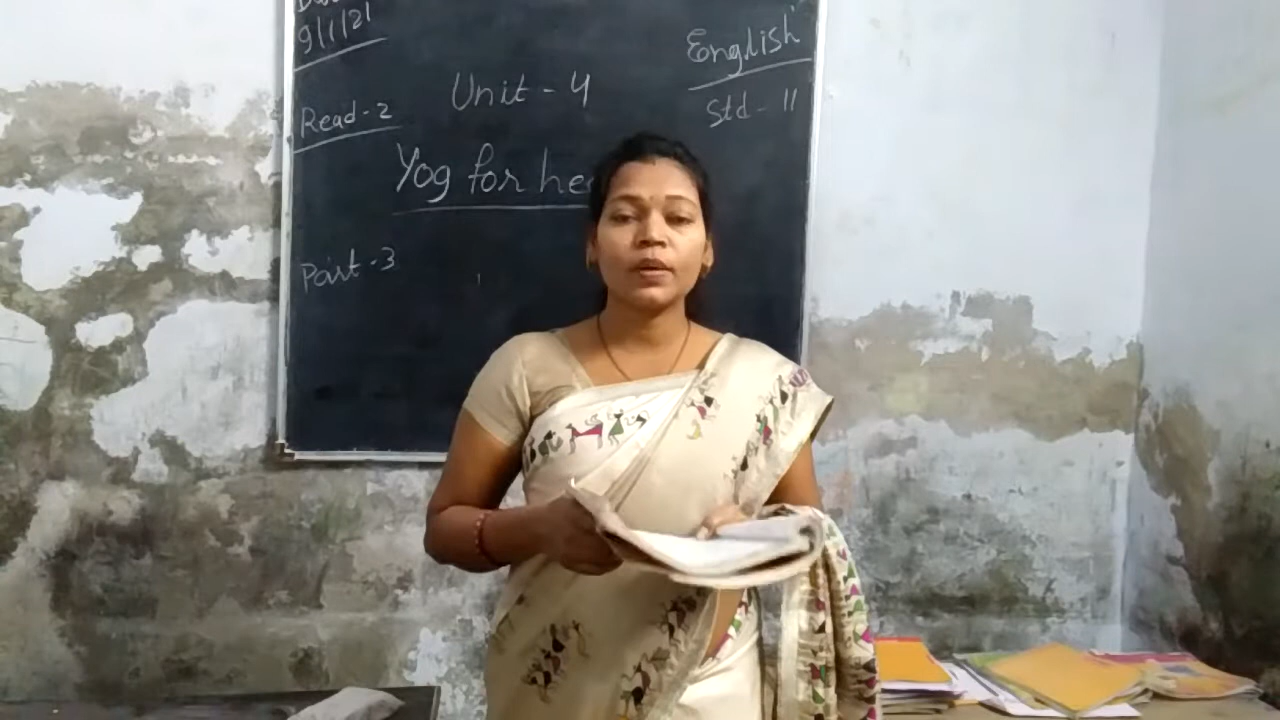 9/1/21
English
Read-2
Unit - 4
Std - 11
Yog for he
Part -3